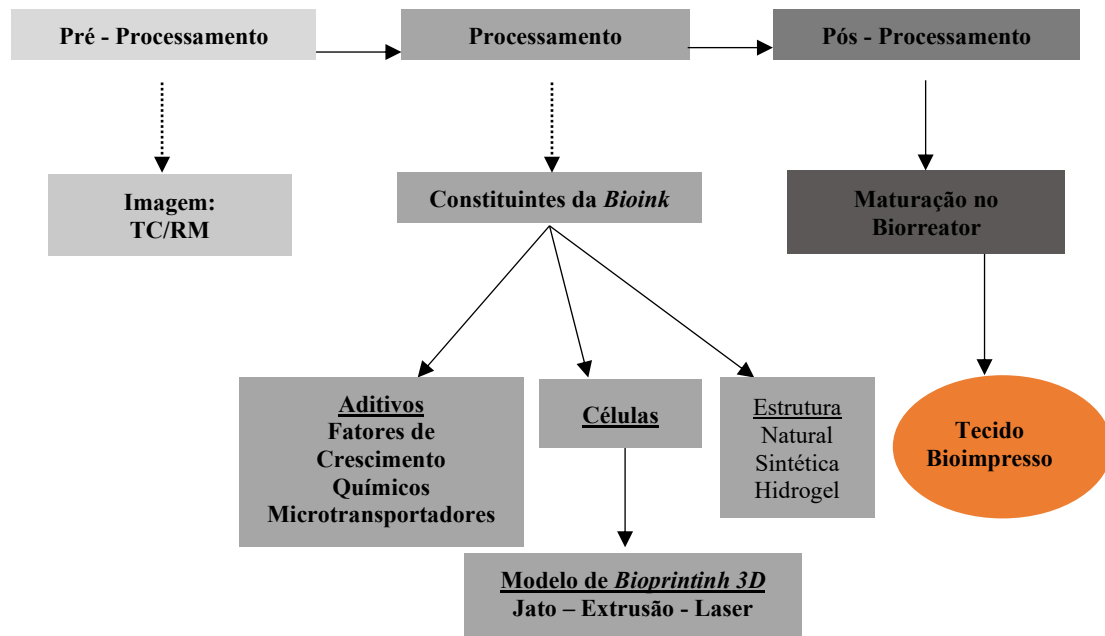 Pré - Processamento
Processamento
Pós - Processamento
Imagem:
TC/RM
Constituintes da Bioink
Maturação no
Biorreator
Aditivos
Fatores de
Crescimento
Químicos
Microtransportadores
Células
Estrutura
Natural
Sintética
Hidrogel
Tecido
Bioimpresso
Modelo de Bioprintinh 3D
Jato – Extrusão - Laser